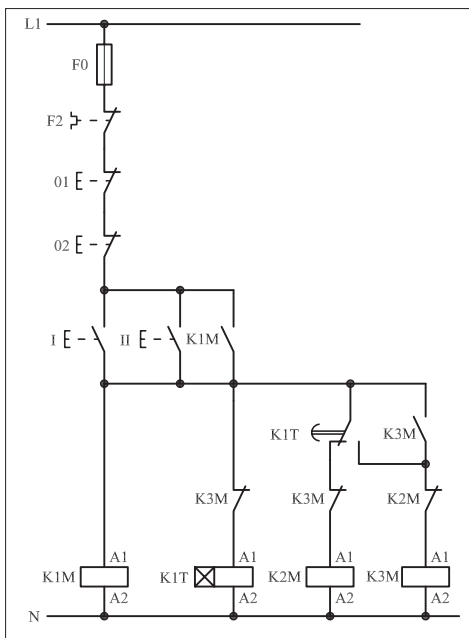 L1
F0
F2
01
02
I II K1M
K1T K3M
K3M K3M K2M
A1 A1 A1 A1
K1M K1T K2M K3M
A2 A2 A2 A2
N